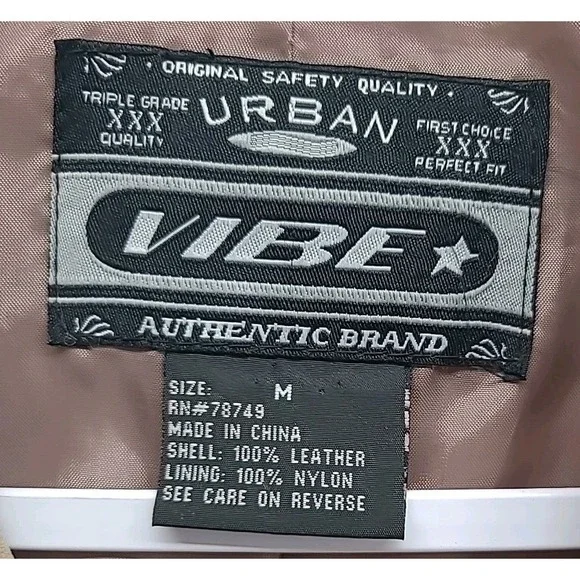 · ORIGINAL SAFETY QUALITY ·
TRIPLE GRADE
XXX
QUALITY
URBAN
FIRST CHOICE
XXX
PERFECT FIT
VIBE
AUTHENTIC BRAND
SIZE: M
RN#78749
MADE IN CHINA
SHELL: 100% LEATHER
LINING: 100% NYLON
SEE CARE ON REVERSE